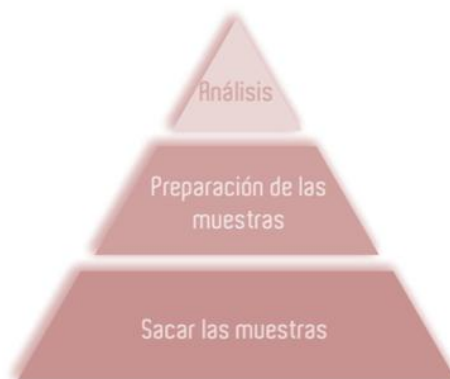 Análisis
Preparación de las
muestras
Sacar las muestras